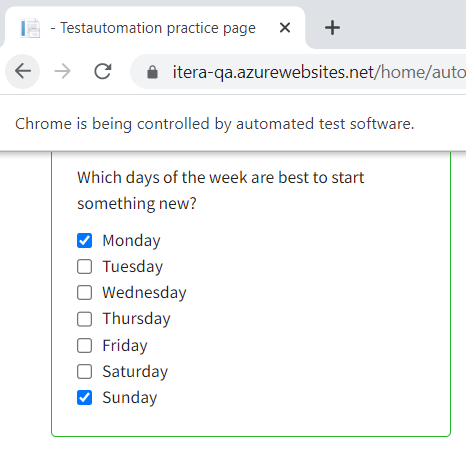 - Testautomation practice page
itera-qa.azurewebsites.net/home/auto
Chrome is being controlled by automated test software.
Which days of the week are best to start
something new?
Monday
Tuesday
Wednesday
Thursday
Friday
Saturday
Sunday